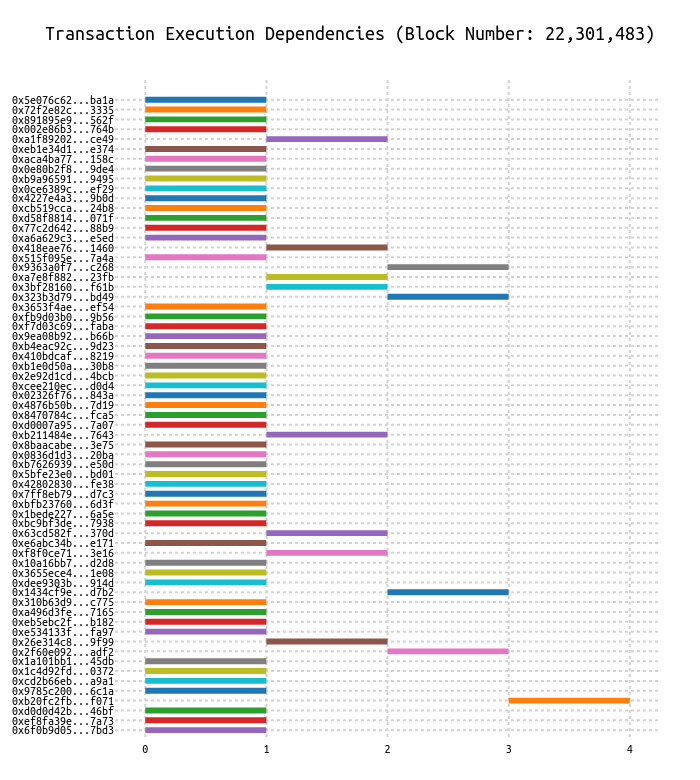 Transaction Execution Dependencies (Block Number: 22,301,483)
0x5e076c62...ba1a
0x72f2e82c...3335
0x891895e9...562f
0x002e86b3...764b
0xa1f89202...ce49
0xeb1e34d1...e374
0xaca4ba77...158c
0x0e80b2f8...9de4
0xb9a96591...9495
0x0ce6389c...ef29
0x4227e4a3...9b0d
0xcb519cca...24b8
0xd58f8814...071f
0x77c2d642...88b9
0xa6a629c3...e5ed
0x418eae76...1460
0x515f095e...7a4a
0x9363a0f7...c268
0xa7e8f882...23fb
0x3bf28160...f61b
0x323b3d79...bd49
0x3653f4ae...ef54
0xfb9d03b0...9b56
0xf7d03c69...faba
0x9ea08b92...b66b
0xb4eac92c...9d23
0x410bdcaf...8219
0xb1e0d50a...30b8
0x2e92d1cd...4bcb
0xcee210ec...d0d4
0x02326f76...843a
0x4876b50b...7d19
0x8470784c...fca5
0xd0007a95...7a07
0xb211484e...7643
0x8baacabe...3e75
0x0836d1d3...20ba
0xb7626939...e50d
0x5bfe23e0...bd01
0x42802830...fe38
0x7ff8eb79...d7c3
0xbfb23760...6d3f
0x1bede227...6a5e
0xbc9bf3de...7938
0x63cd582f...370d
0xe6abc34b...e171
0xf8f0ce71...3e16
0x10a16bb7...d2d8
0x3655ece4...1e08
0xdee9303b...914d
0x1434cf9e...d7b2
0x310b63d9...c775
0xa496d3fe...7165
0xeb5ebc2f...b182
0xe534133f...fa97
0x26e314c8...9f99
0x2f60e092...adf2
0x1a101bb1...45db
0x1c4d92fd...0372
0xcd2b66eb...a9a1
0x9785c200...6c1a
0xb20fc2fb...f071
0xd0d0d42b...46bf
0xef8fa39e...7a73
0x6f0b9d05...7bd3
0 1 2 3 4